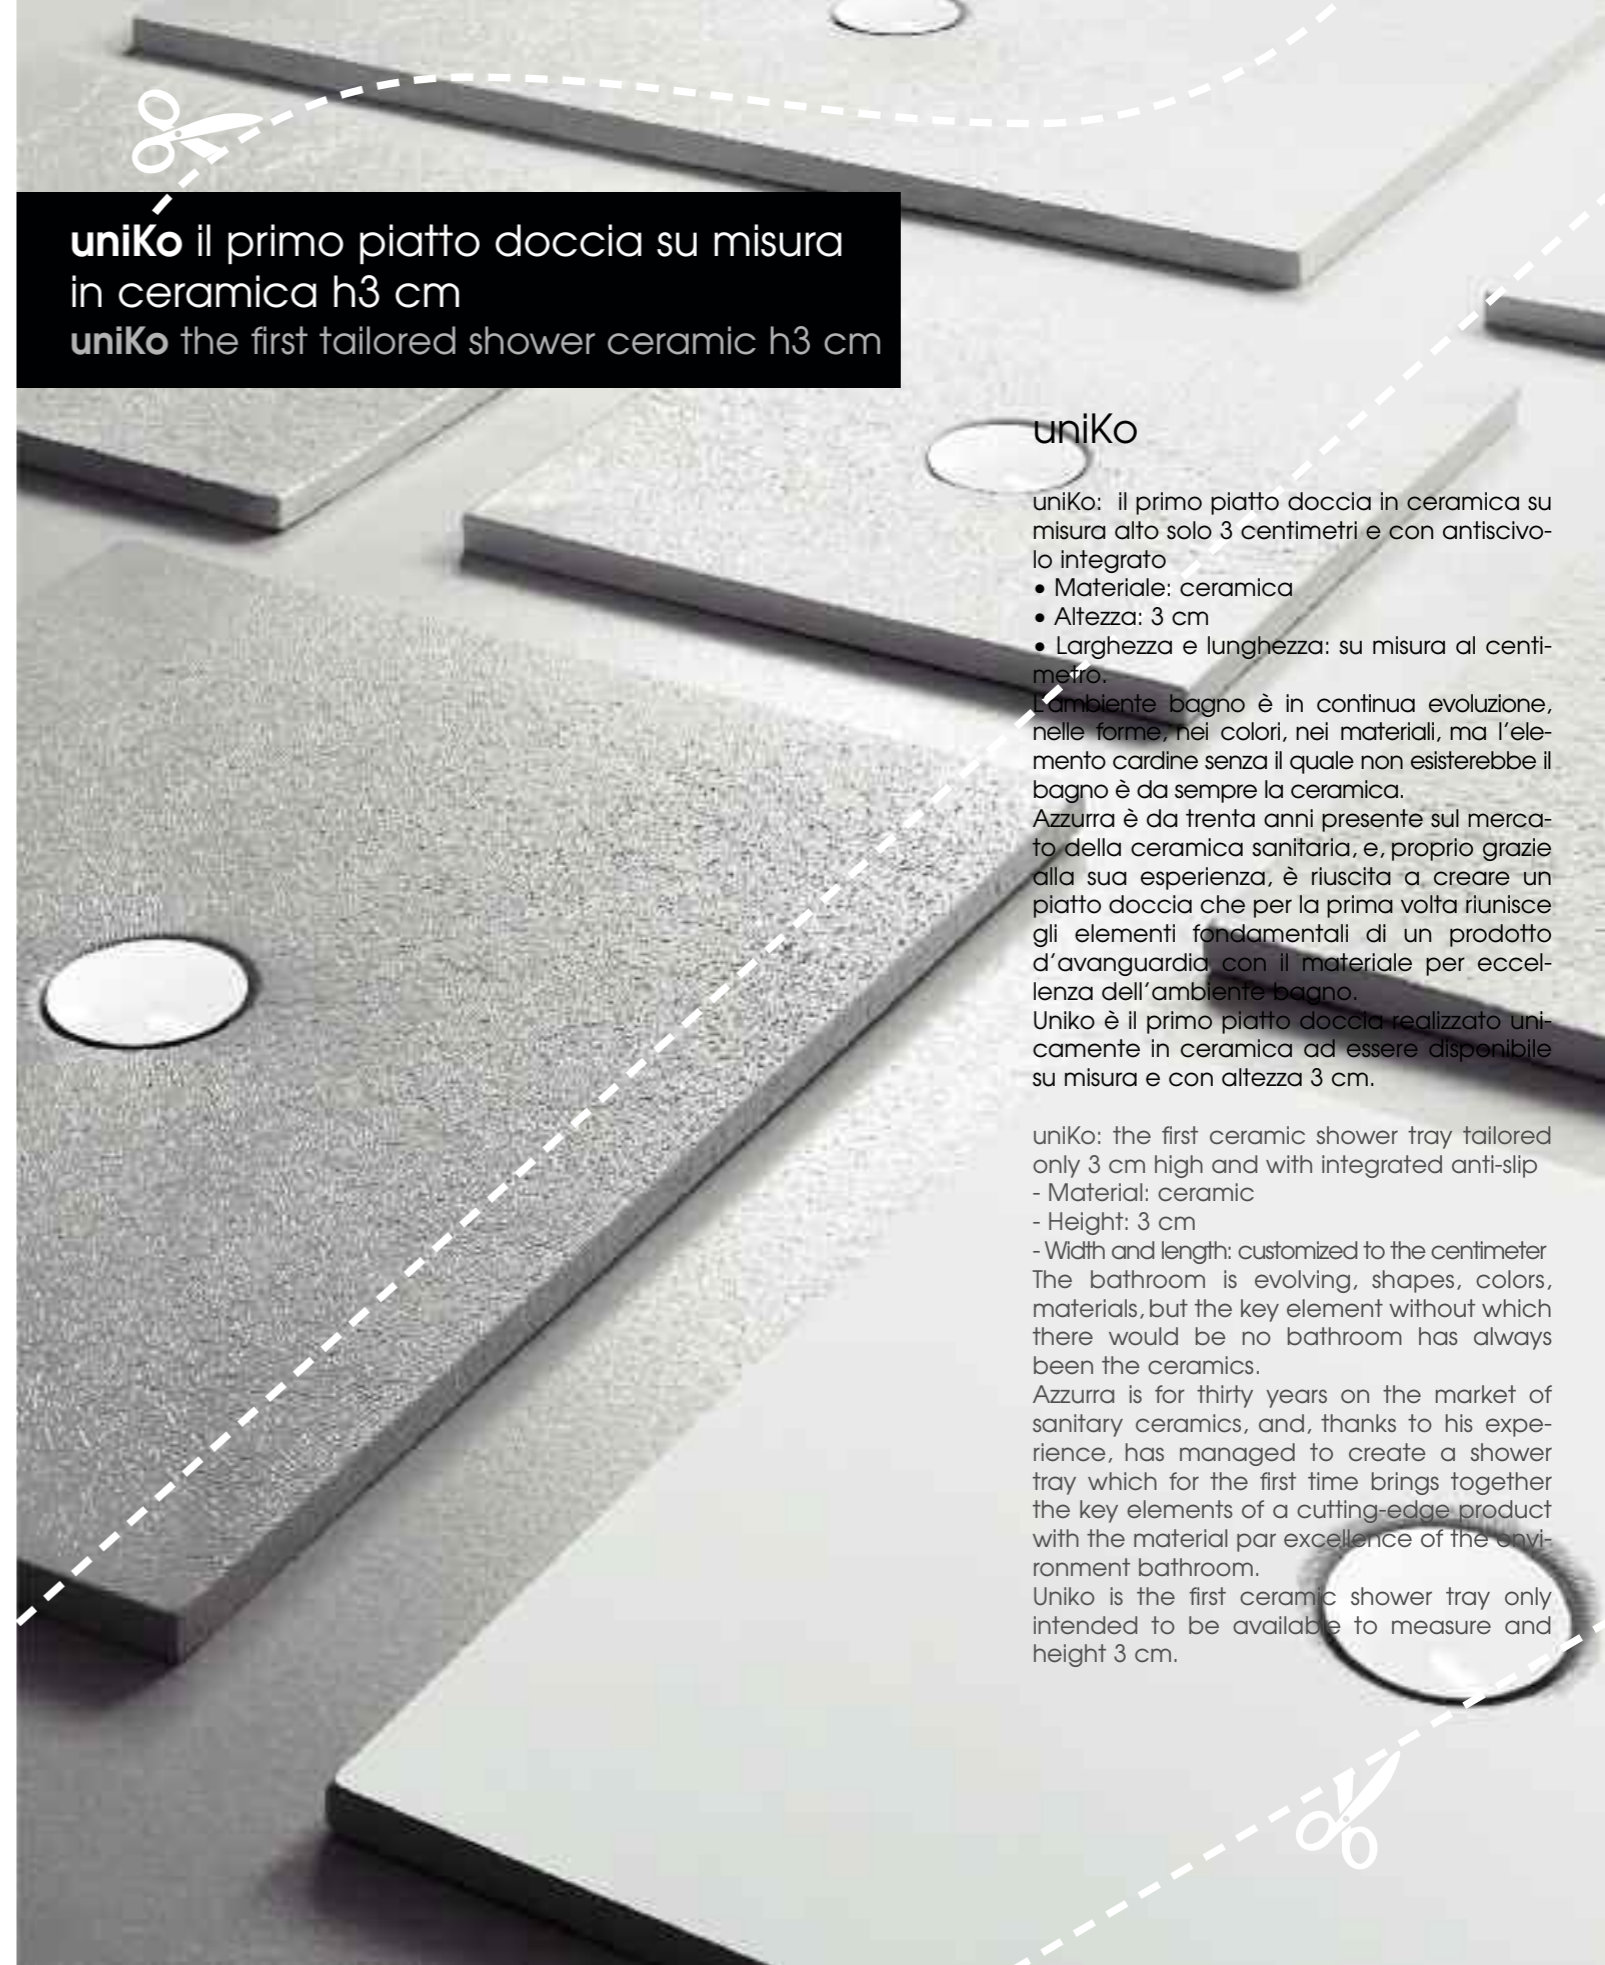 uniKo il primo piatto doccia su misura
in ceramica h3 cm
uniKo the first tailored shower ceramic h3 cm
uniKo
uniKo: il primo piatto doccia in ceramica su
misura alto solo 3 centimetri e con antiscivo-
lo integrato
• Materiale: ceramica
• Altezza: 3 cm
• Larghezza e lunghezza: su misura al centi-
metro.
L'ambiente bagno è in continua evoluzione,
nelle forme, nei colori, nei materiali, ma l'ele-
mento cardine senza il quale non esisterebbe il
bagno è da sempre la ceramica.
Azzurra è da trenta anni presente sul merca-
to della ceramica sanitaria, e, proprio grazie
alla sua esperienza, è riuscita a creare un
piatto doccia che per la prima volta riunisce
gli elementi fondamentali di un prodotto
d'avanguardia con il materiale per eccel-
lenza dell'ambiente bagno.
Uniko è il primo piatto doccia realizzato uni-
camente in ceramica ad essere disponibile
su misura e con altezza 3 cm.
uniKo: the first ceramic shower tray tailored
only 3 cm high and with integrated anti-slip
- Material: ceramic
- Height: 3 cm
- Width and length: customized to the centimeter
The bathroom is evolving, shapes, colors,
materials, but the key element without which
there would be no bathroom has always
been the ceramics.
Azzurra is for thirty years on the market of
sanitary ceramics, and, thanks to his expe-
rience, has managed to create a shower
tray which for the first time brings together
the key elements of a cutting-edge product
with the material par excellence of the envi-
ronment bathroom.
Uniko is the first ceramic shower tray only
intended to be available to measure and
height 3 cm.